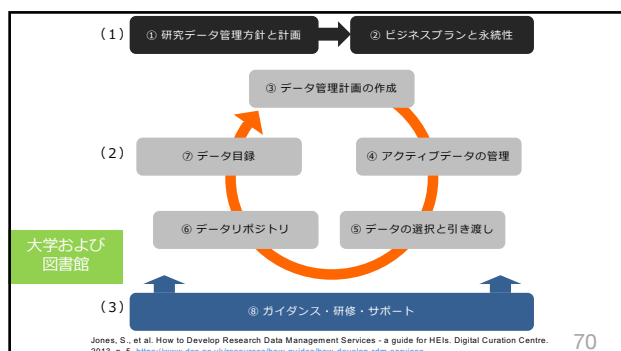 (1)
① 研究データ管理方針と計画
② ビジネスプランと永続性
③ データ管理計画の作成
(2)
⑦ データ目録
④ アクティブデータの管理
⑥ データリポジトリ
⑤ データの選択と引き渡し
大学および
図書館
(3)
⑧ ガイダンス・研修・サポート
Jones, S., et al. How to Develop Research Data Management Services - a guide for HEIs. Digital Curation Centre.
70